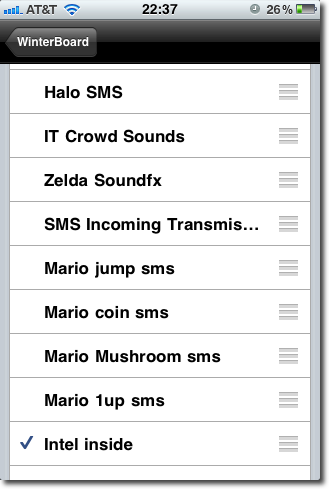 AT&T 22:37 26%
WinterBoard
Halo SMS
IT Crowd Sounds
Zelda Soundfx
SMS Incoming Transmis...
Mario jump sms
Mario coin sms
Mario Mushroom sms
Mario 1up sms
Intel inside